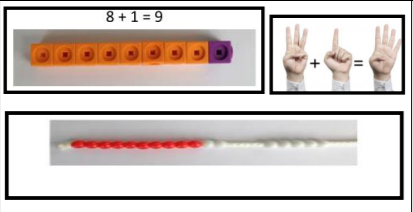 8 + 1 = 9
+ =